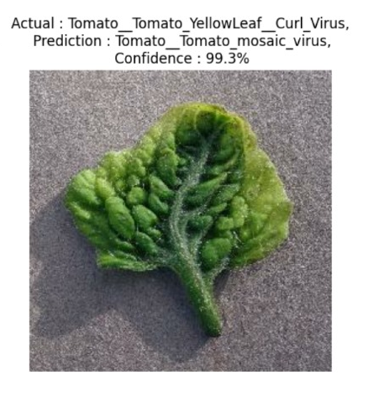 Actual : Tomato__Tomato_YellowLeaf__Curl_Virus,
Prediction : Tomato__Tomato_mosaic_virus,
Confidence : 99.3%